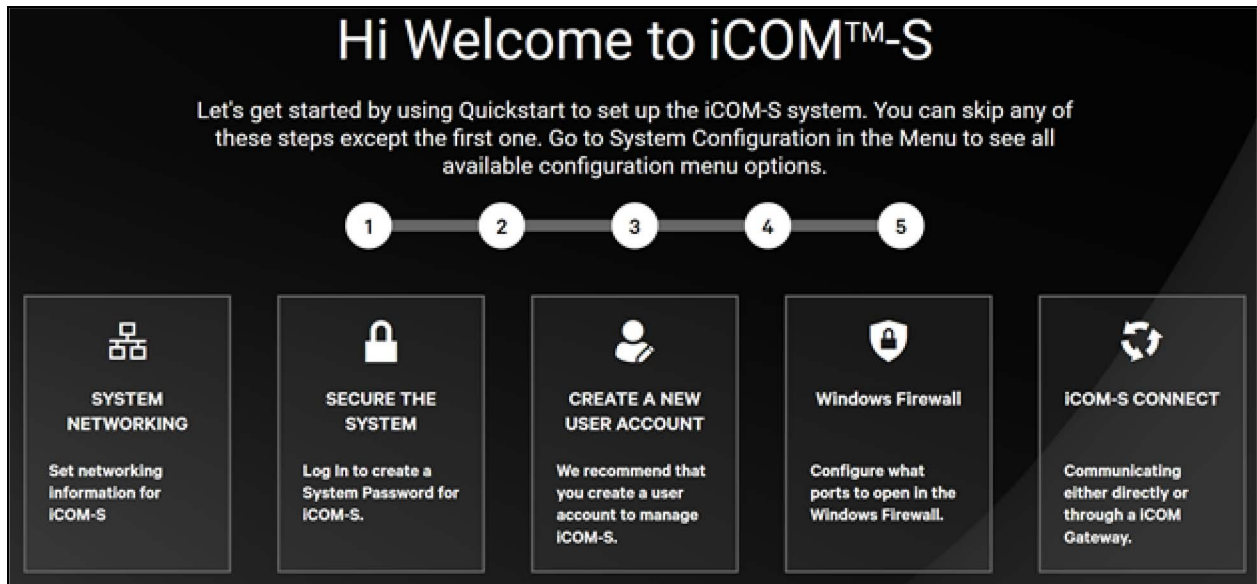 Hi Welcome to iCOM™-S
Let's get started by using Quickstart to set up the iCOM-S system. You can skip any of
these steps except the first one. Go to System Configuration in the Menu to see all
available configuration menu options.
1 2 3 4 5
SYSTEM
NETWORKING
Set networking
information for
iCOM-S
SECURE THE
SYSTEM
Log In to create a
System Password for
iCOM-S.
CREATE A NEW
USER ACCOUNT
We recommend that
you create a user
account to manage
iCOM-S.
Windows Firewall
Configure what
ports to open in the
Windows Firewall.
iCOM-S CONNECT
Communicating
either directly or
through a iCOM
Gateway.